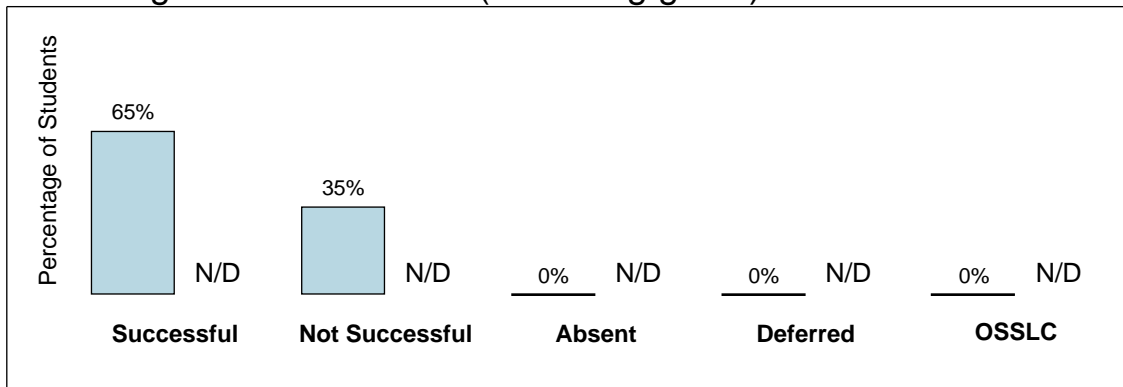 Percentage of Students
65%
35%
N/D
N/D
0%
N/D
0%
N/D
0%
N/D
Successful
Not Successful
Absent
Deferred
OSSLC